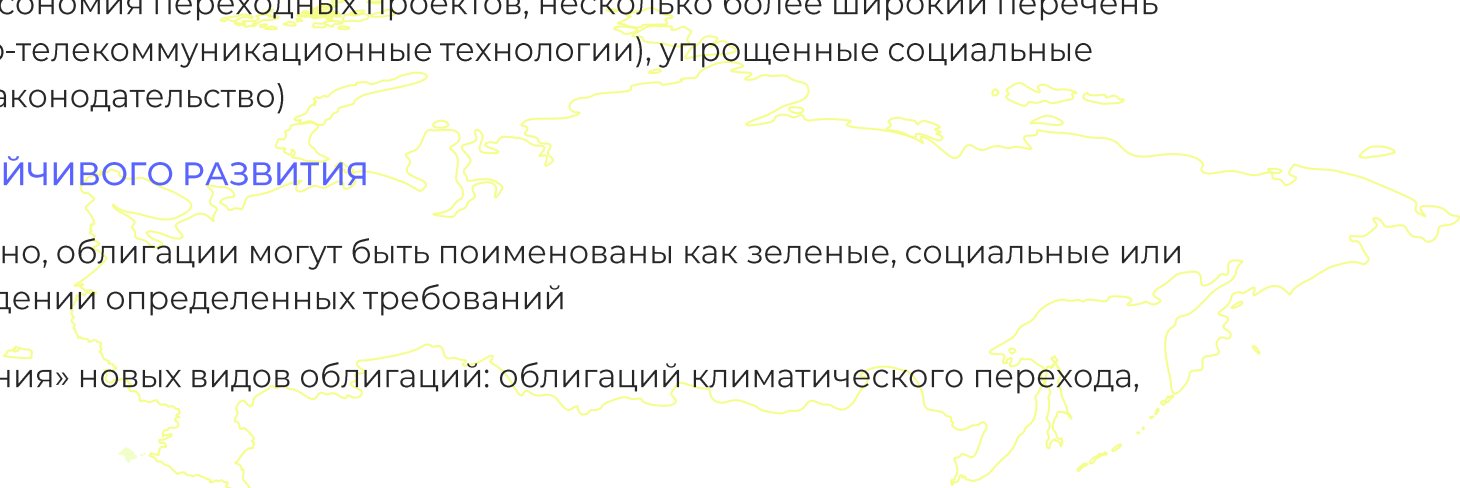 сономия переходных проектов, несколько более широкий перечень
о-телекоммуникационные технологии), упрощенные социальные
аконодательство)
ЙЧИВОГО РАЗВИТИЯ
но, облигации могут быть поименованы как зеленые, социальные или
дении определенных требований
ния» новых видов облигаций: облигаций климатического перехода,